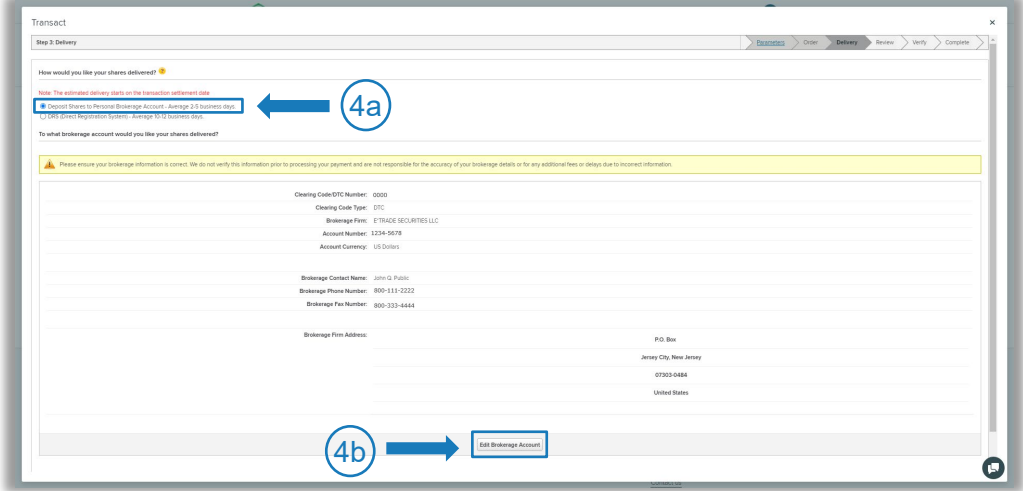 Transact
×
Step 3: Delivery
Parameters
Order
Delivery
Review
Verify
Complete
How would you like your shares delivered? ?
Note: The estimated delivery starts on the transaction settlement date
Deposit Shares to Personal Brokerage Account - Average 2-5 business days.
4a
DRS (Direct Registration System) - Average 10-12 business days.
To what brokerage account would you like your shares delivered?
Please ensure your brokerage information is correct. We do not verify this information prior to processing your payment and are not responsible for the accuracy of your brokerage details or for any additional fees or delays due to incorrect information.
Clearing Code/DTC Number: 0000
Clearing Code Type: DTC
Brokerage Firm: E*TRADE SECURITIES LLC
Account Number: 1234-5678
Account Currency: US Dollars
Brokerage Contact Name: John Q. Public
Brokerage Phone Number: 800-111-2222
Brokerage Fax Number: 800-333-4444
Brokerage Firm Address:
P.O. Box
Jersey City, New Jersey
07303-0484
United States
4b
Edit Brokerage Account
Contact Us